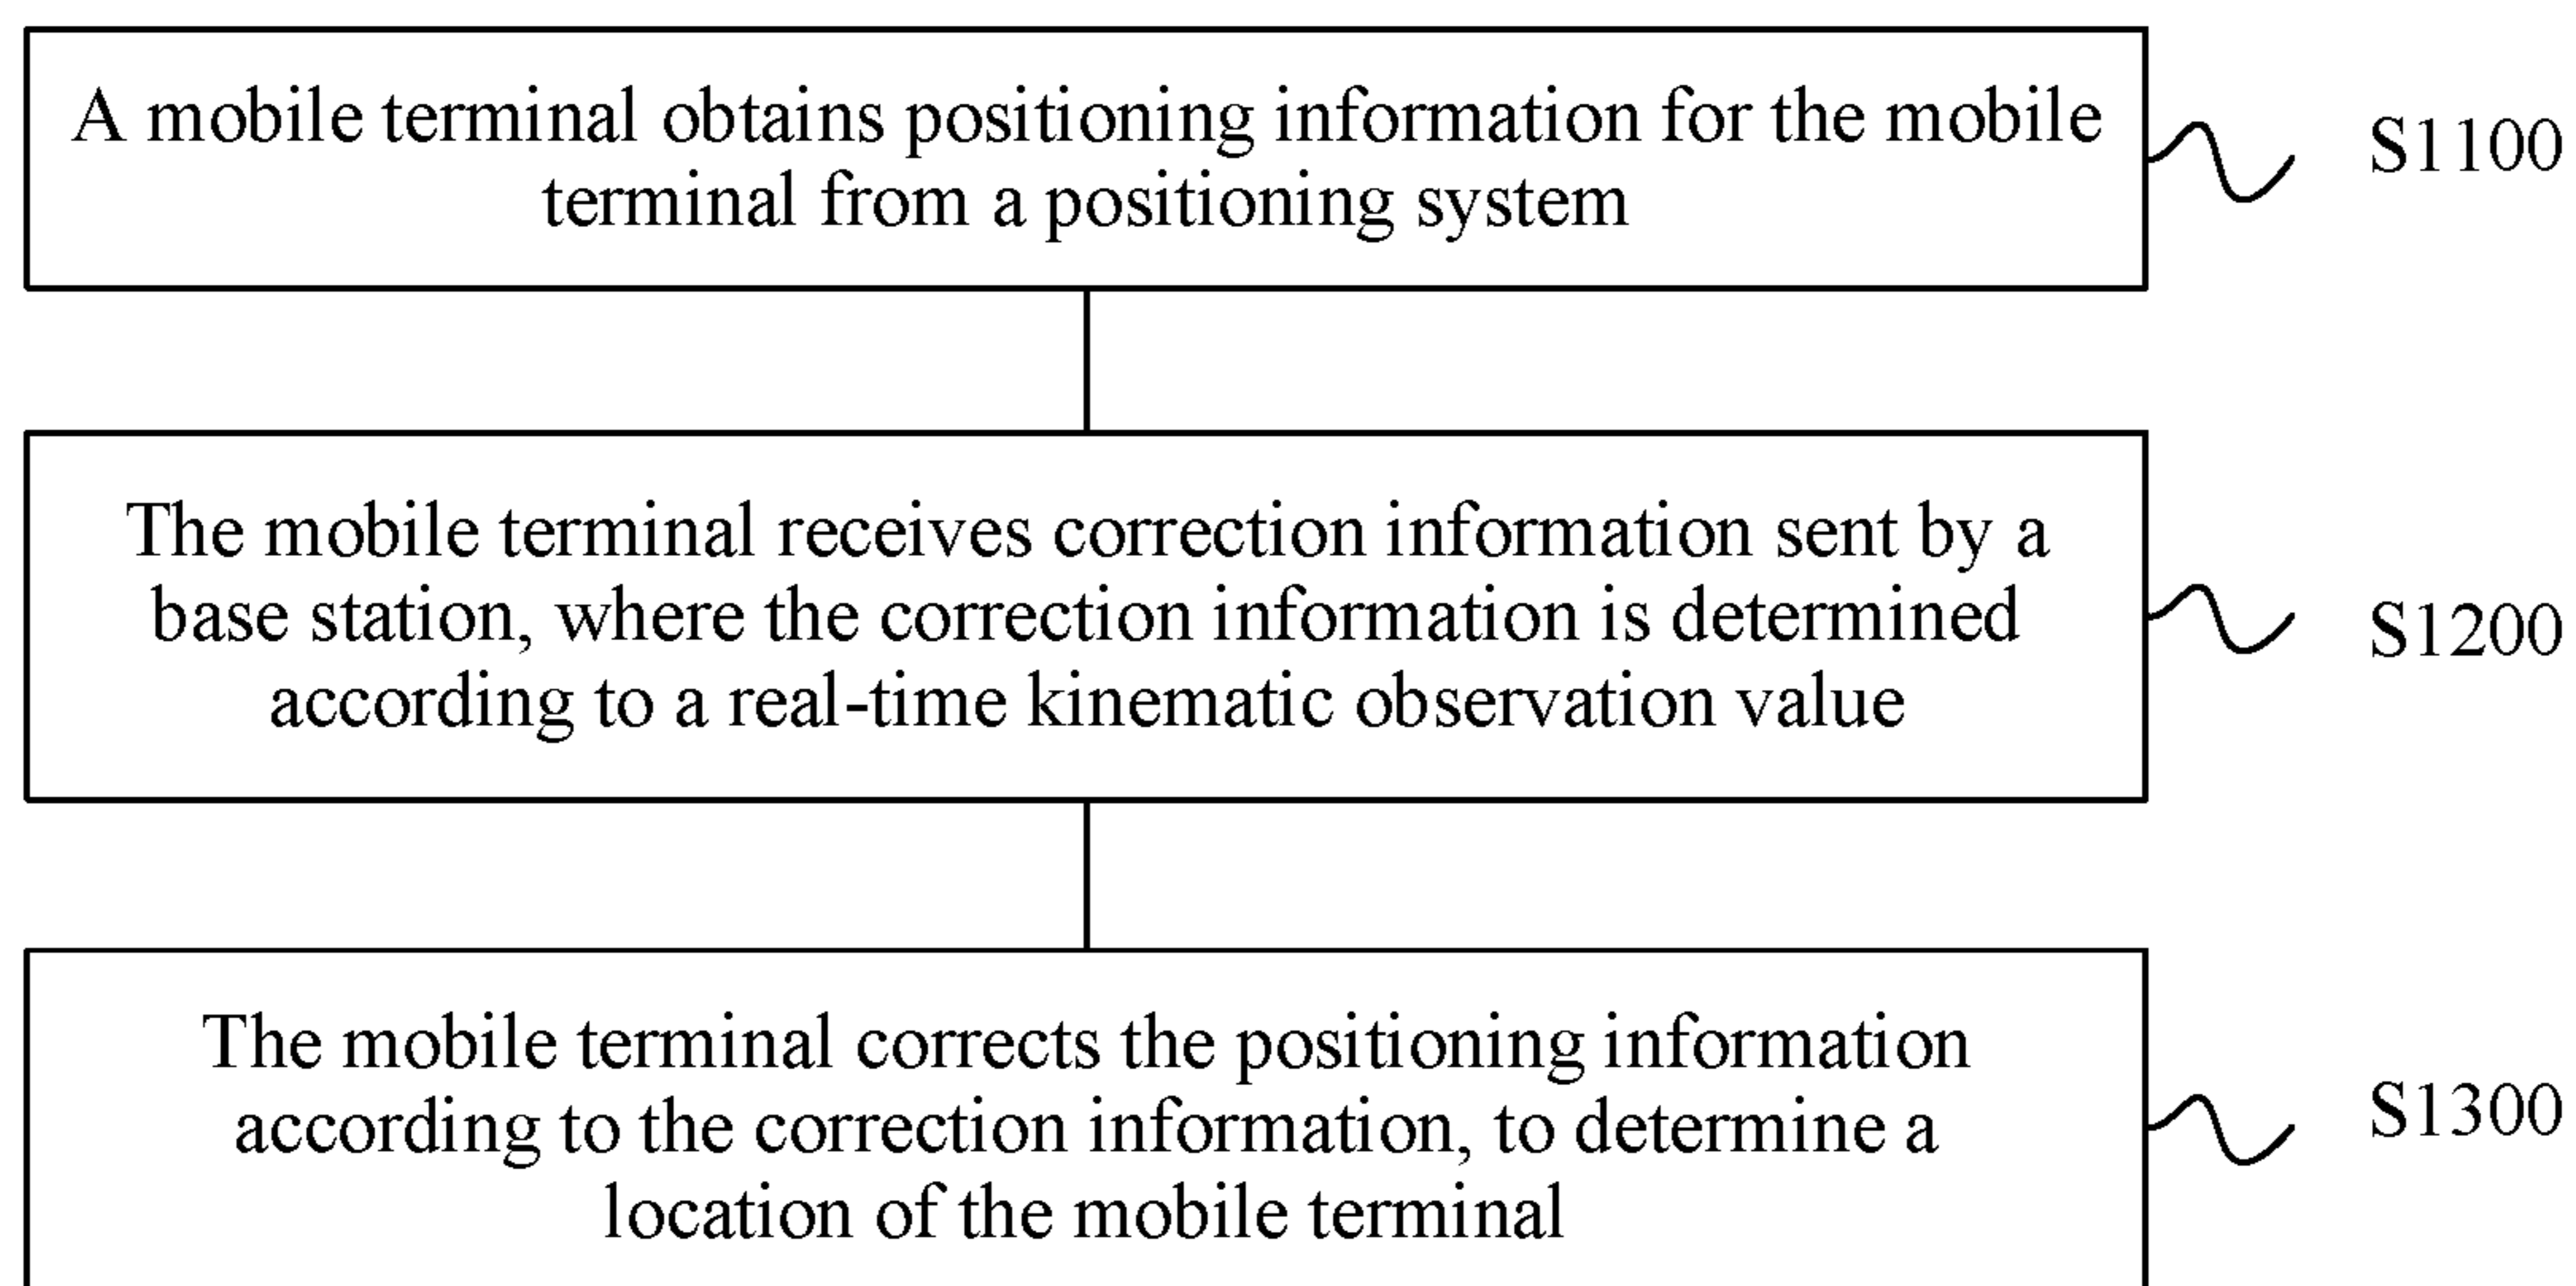 A mobile terminal obtains positioning information for the mobile
terminal from a positioning system
S1100
The mobile terminal receives correction information sent by a
base station, where the correction information is determined
according to a real-time kinematic observation value
S1200
The mobile terminal corrects the positioning information
according to the correction information, to determine a
location of the mobile terminal
S1300